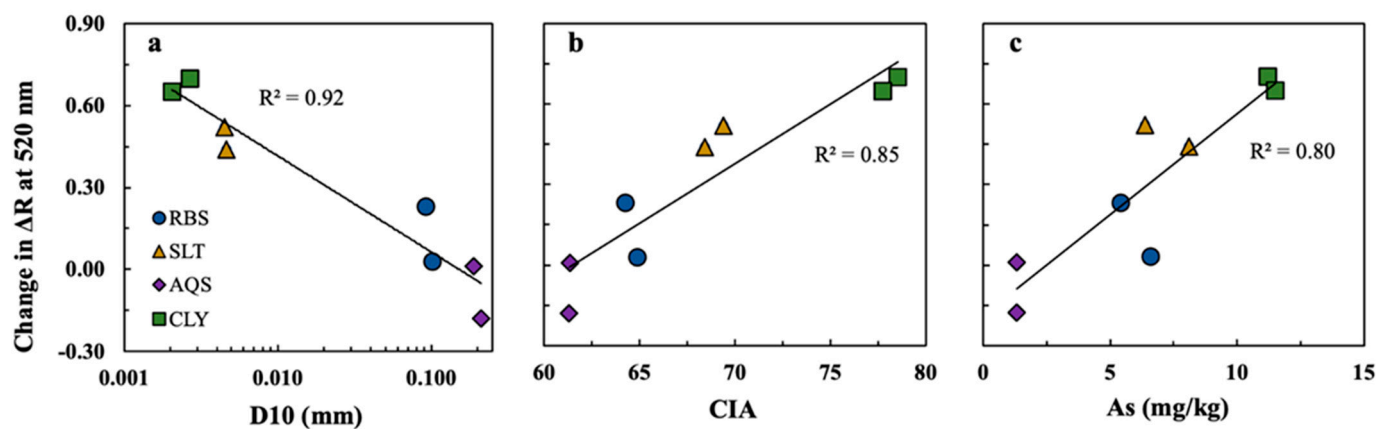 Change in ΔR at 520 nm
0.90
0.60
0.30
0.00
-0.30
a
R² = 0.92
RBS
SLT
AQS
CLY
0.001
0.010
0.100
D10 (mm)
b
R² = 0.85
60
65
70
75
80
CIA
c
R² = 0.80
0
5
10
15
As (mg/kg)